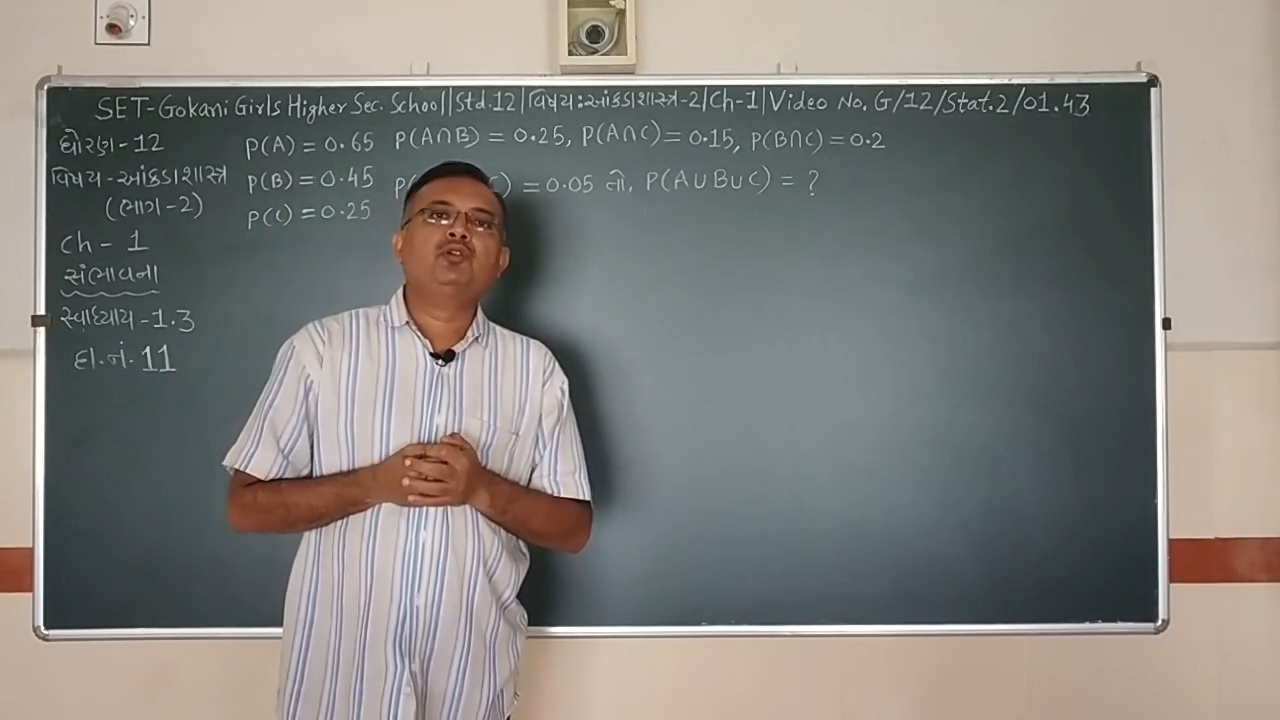 SET-Gokani Girls Higher Sec. School||Std.12|વિષય:આંકડાશાસ્ત્ર-2|Ch-1|Video No. G/12/Stat.2/01.43
ધોરણ-12
વિષય-આંકડાશાસ્ત્ર
(ભાગ-2)
Ch-1
સંભાવના
સ્વાધ્યાય-1.3
દા.નં. 11
P(A) = 0.65 P(A∩B) = 0.25, P(A∩C) = 0.15, P(B∩C) = 0.2
P(B) = 0.45 P( C) = 0.05 તો, P(A∪B∪C) = ?
P(C) = 0.25